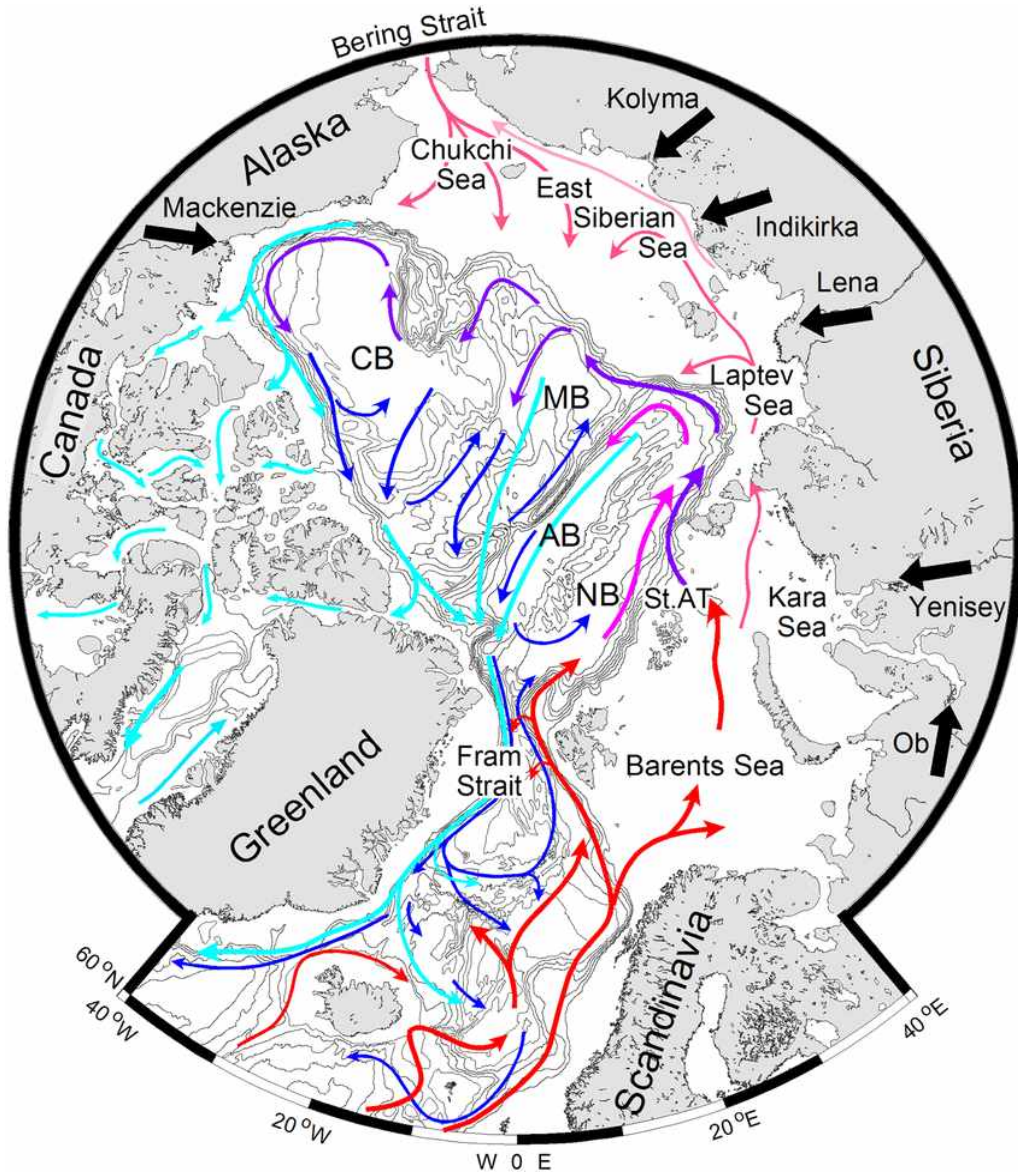 Bering Strait
Kolyma
Alaska
Chukchi
Sea
East
Siberian
Sea
Mackenzie
Indikirka
Lena
Canada
CB
MB
Laptev
Sea
Siberia
AB
NB
St.AT
Kara
Sea
Yenisey
Fram
Strait
Barents Sea
Ob
Greenland
Scandinavia
60 °N
40 °W
20 °W
W 0 E
20 °E
40 °E